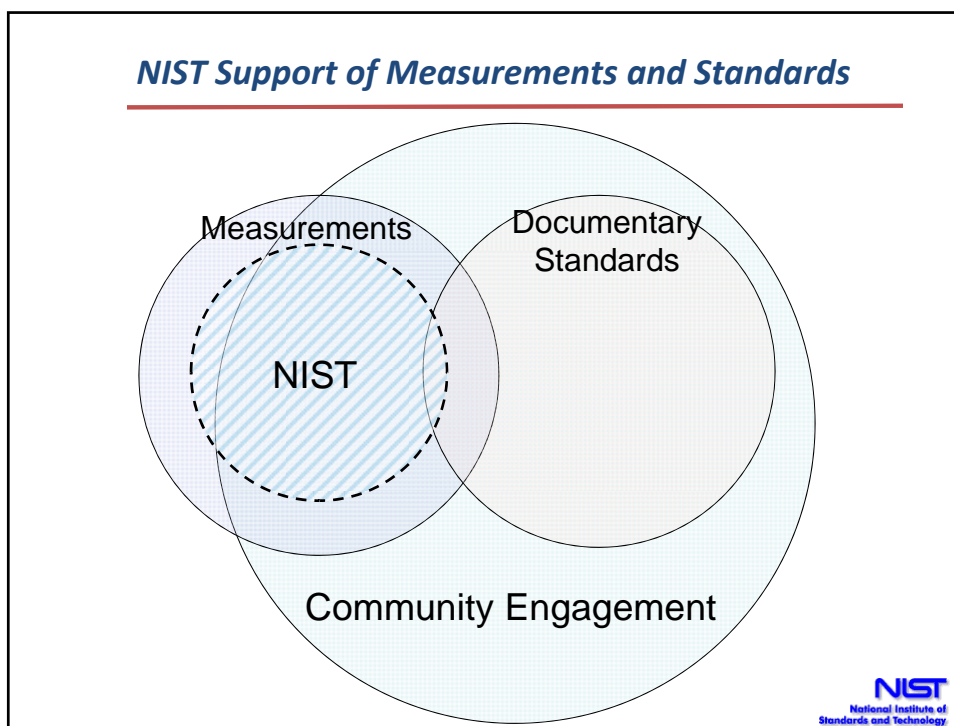 NIST Support of Measurements and Standards
Measurements
Documentary
Standards
NIST
Community Engagement
NIST
National Institute of
Standards and Technology